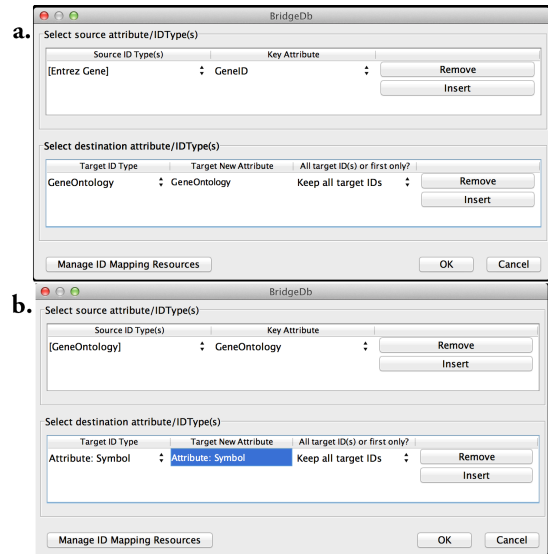 a.
BridgeDb
Select source attribute/IDType(s)
Source ID Type(s) Key Attribute
[Entrez Gene] GeneID Remove
Insert
Select destination attribute/IDType(s)
Target ID Type Target New Attribute All target ID(s) or first only?
GeneOntology GeneOntology Keep all target IDs Remove
Insert
Manage ID Mapping Resources OK Cancel
b.
BridgeDb
Select source attribute/IDType(s)
Source ID Type(s) Key Attribute
[GeneOntology] GeneOntology Remove
Insert
Select destination attribute/IDType(s)
Target ID Type Target New Attribute All target ID(s) or first only?
Attribute: Symbol Attribute: Symbol Keep all target IDs Remove
Insert
Manage ID Mapping Resources OK Cancel